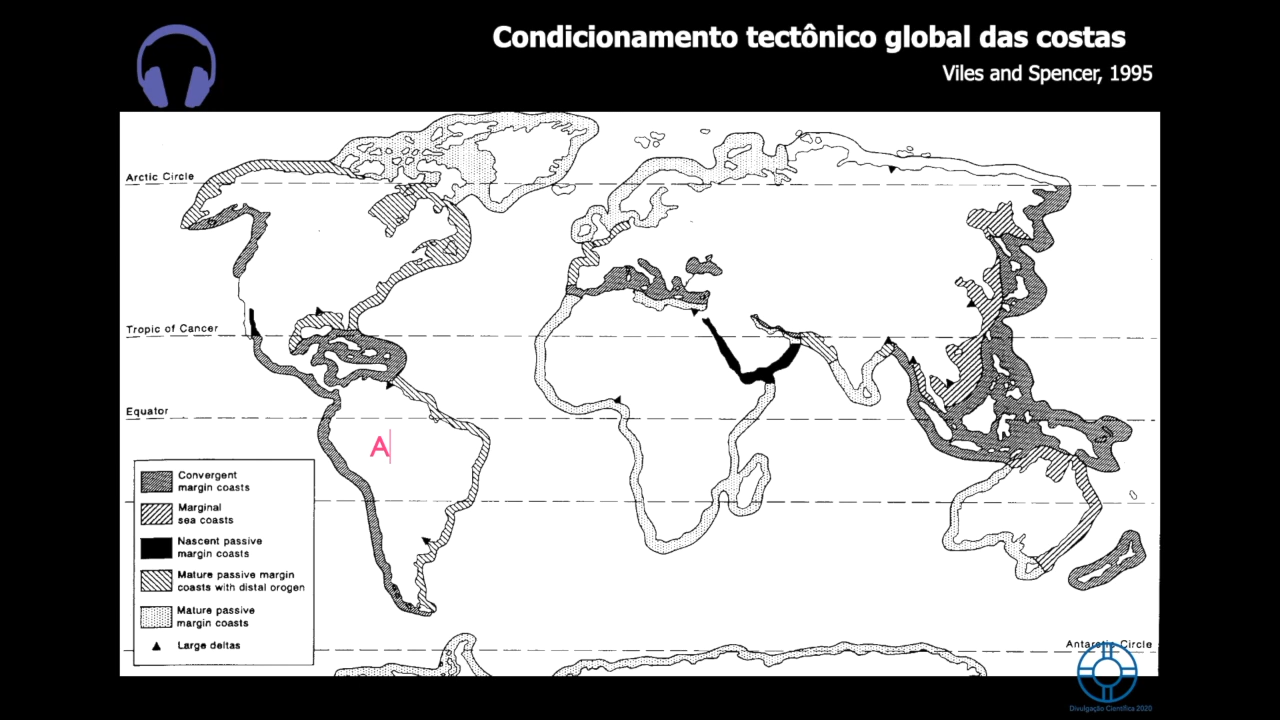 Condicionamento tectônico global das costas
Viles and Spencer, 1995
Arctic Circle
Tropic of Cancer
Equator
A
Convergent
margin coasts
Marginal
sea coasts
Nascent passive
margin coasts
Mature passive margin
coasts with distal orogen
Mature passive
margin coasts
Large deltas
Antarctic Circle
Divulgação Científica 2020